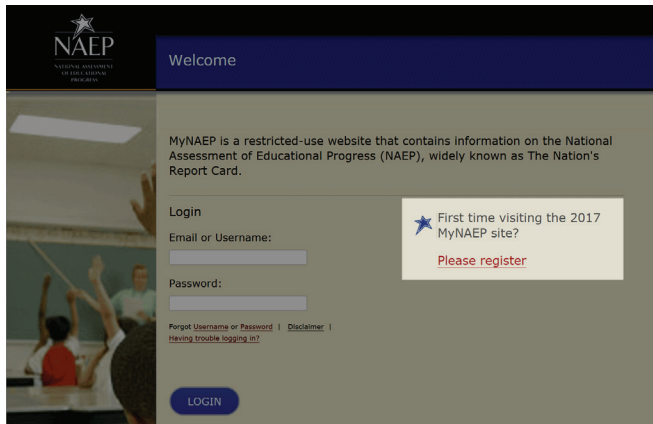 NAEP
NATIONAL ASSESSMENT
OF EDUCATIONAL
PROGRESS
Welcome
MyNAEP is a restricted-use website that contains information on the National
Assessment of Educational Progress (NAEP), widely known as The Nation's
Report Card.
Login
Email or Username:
Password:
Forgot Username or Password | Disclaimer |
Having trouble logging in?
LOGIN
First time visiting the 2017
MyNAEP site?
Please register